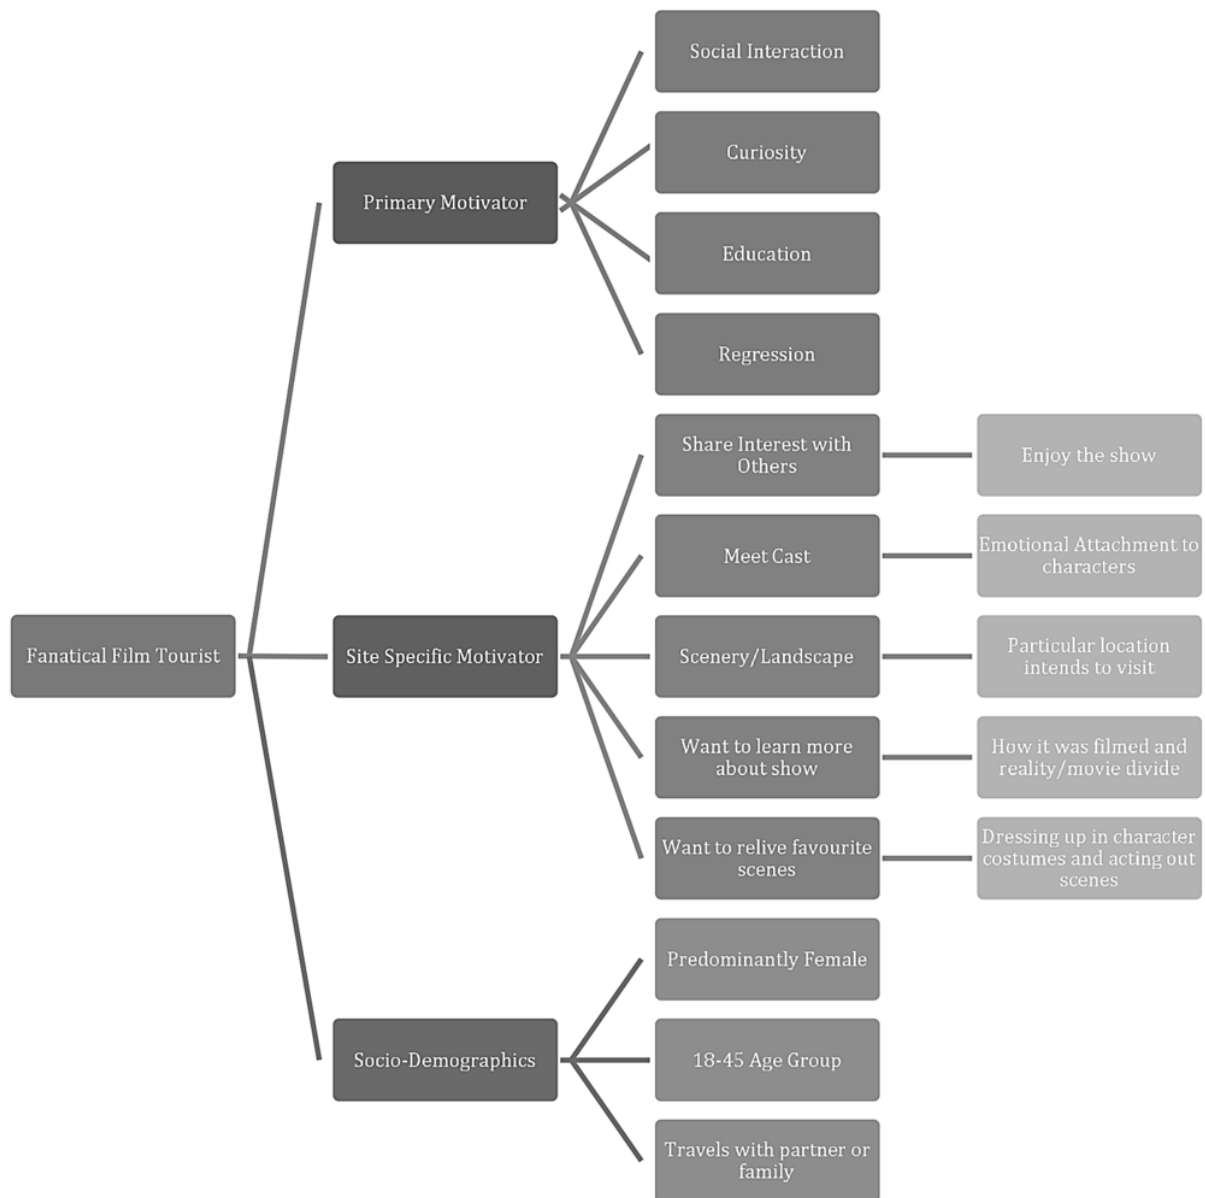 Social Interaction
Curiosity
Primary Motivator
Education
Regression
Share Interest with
Others
Enjoy the show
Meet Cast
Emotional Attachment to
characters
Fanatical Film Tourist
Site Specific Motivator
Scenery/Landscape
Particular location
intends to visit
Want to learn more
about show
How it was filmed and
reality/movie divide
Want to relive favourite
scenes
Dressing up in character
costumes and acting out
scenes
Predominantly Female
Socio-Demographics
18-45 Age Group
Travels with partner or
family